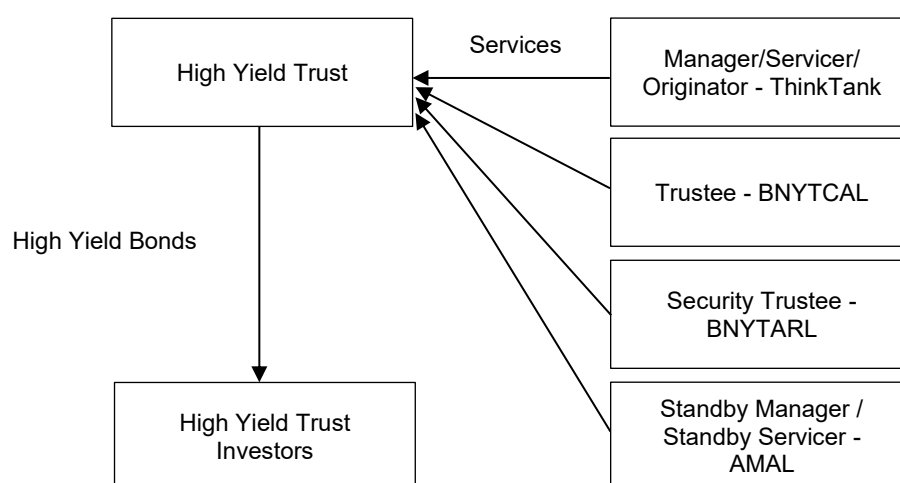 Services
High Yield Trust
Manager/Servicer/
Originator - ThinkTank
Trustee - BNYTCAL
High Yield Bonds
Security Trustee -
BNYTARL
High Yield Trust
Investors
Standby Manager /
Standby Servicer -
AMAL